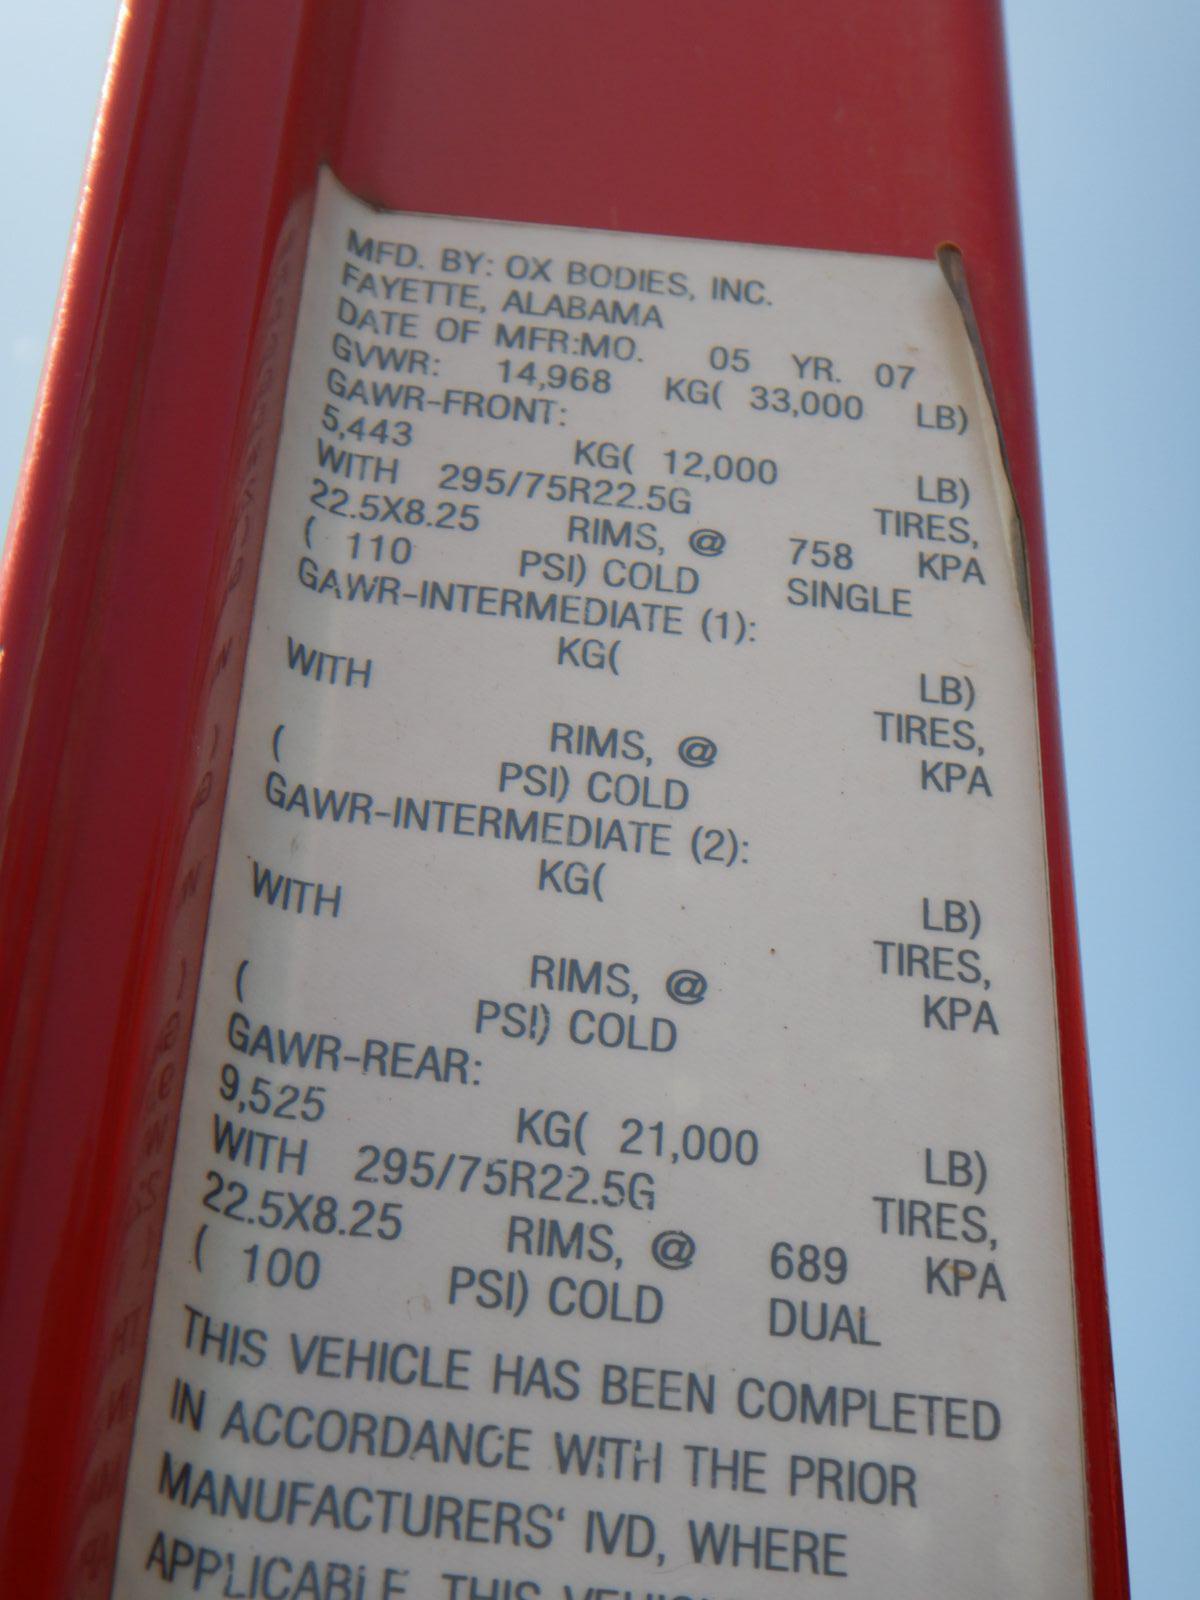 MFD. BY: OX BODIES, INC.
FAYETTE, ALABAMA
DATE OF MFR:MO. 05 YR. 07
GVWR: 14,968 KG( 33,000 LB)
GAWR-FRONT:
5,443 KG( 12,000 LB)
WITH 295/75R22.5G TIRES,
22.5X8.25 RIMS, @ 758 KPA
( 110 PSI) COLD SINGLE
GAWR-INTERMEDIATE (1):
KG( LB)
WITH TIRES,
RIMS, @ KPA
( PSI) COLD
GAWR-INTERMEDIATE (2):
KG( LB)
WITH TIRES,
RIMS, @ KPA
( PSI) COLD
GAWR-REAR:
9,525 KG( 21,000 LB)
WITH 295/75R22.5G TIRES,
22.5X8.25 RIMS, @ 689 KPA
( 100 PSI) COLD DUAL
THIS VEHICLE HAS BEEN COMPLETED
IN ACCORDANCE WITH THE PRIOR
MANUFACTURERS' IVD, WHERE
APPLICABLE. THIS